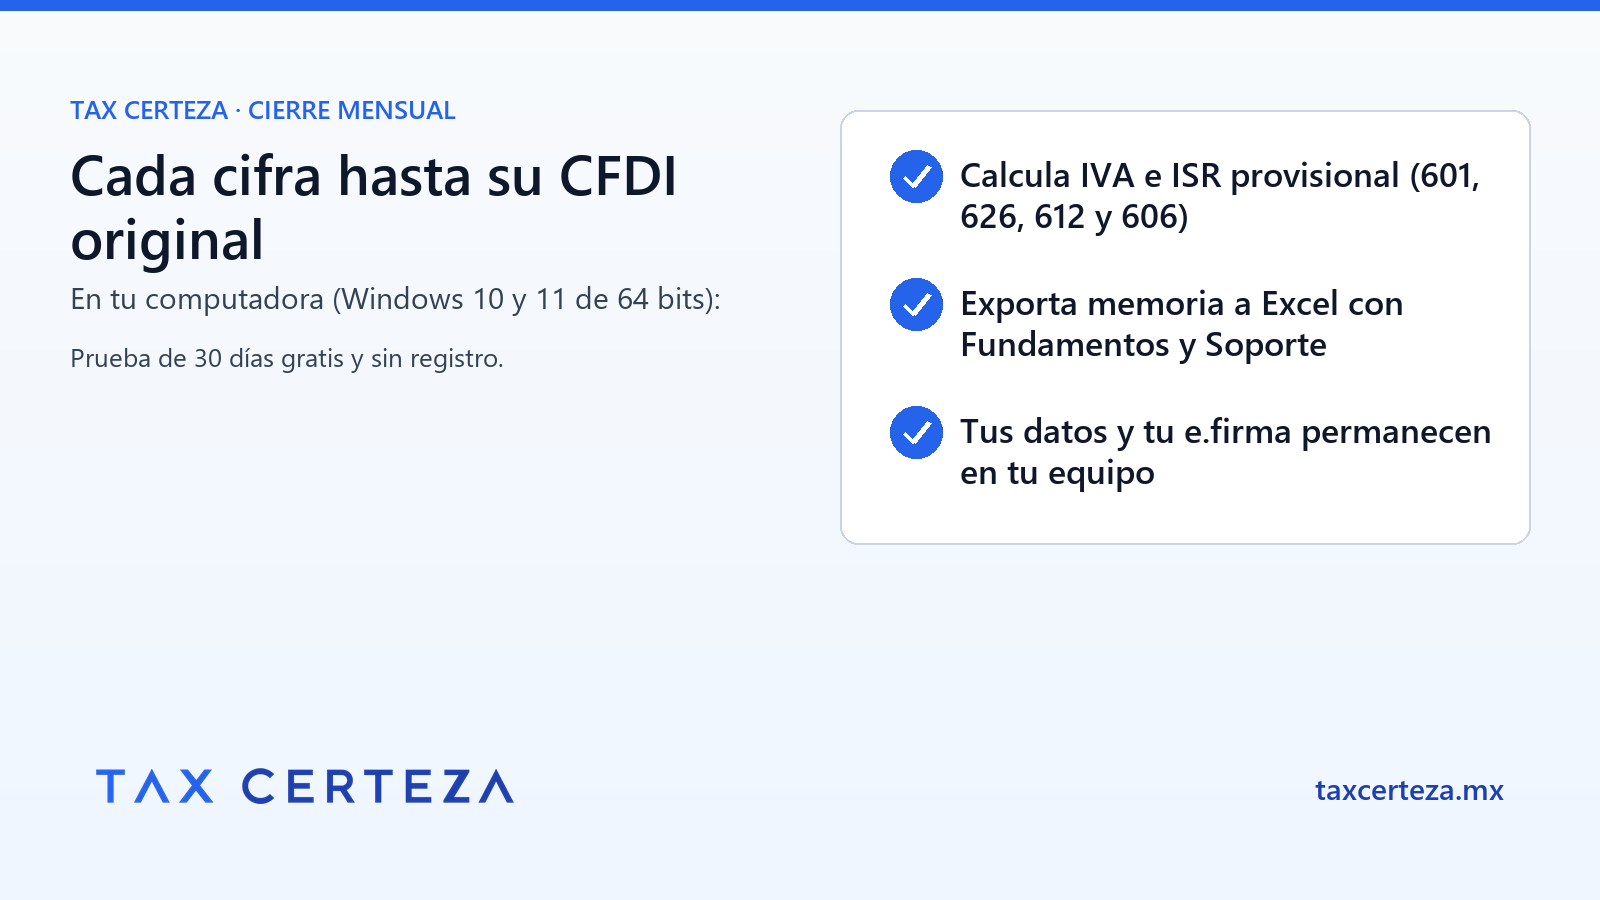 TAX CERTEZA · CIERRE MENSUAL
Cada cifra hasta su CFDI
original
En tu computadora (Windows 10 y 11 de 64 bits):
Prueba de 30 días gratis y sin registro.
Calcula IVA e ISR provisional (601,
626, 612 y 606)
Exporta memoria a Excel con
Fundamentos y Soporte
Tus datos y tu e.firma permanecen
en tu equipo
TAX CERTEZA
taxcerteza.mx